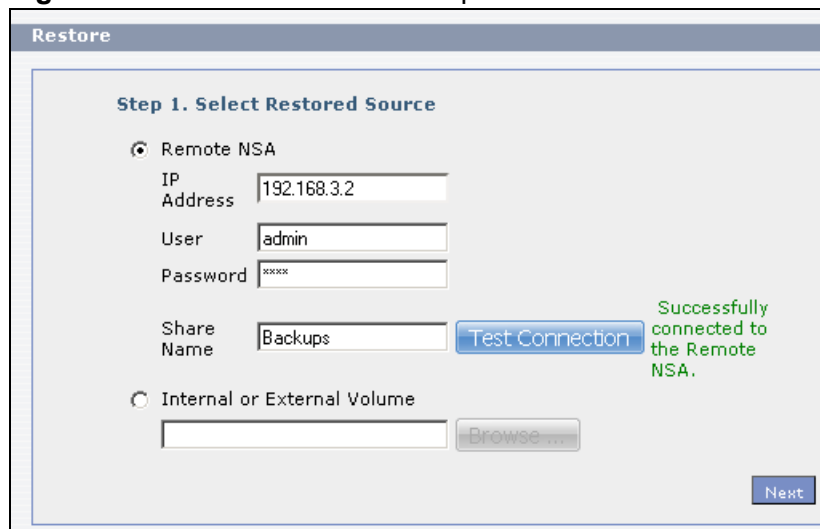 Restore
Step 1. Select Restored Source
Remote NSA
IP
Address
192.168.3.2
User
admin
Password
****
Share
Name
Backups
Test Connection
Successfully
connected to
the Remote
NSA.
Internal or External Volume
Browse ...
Next